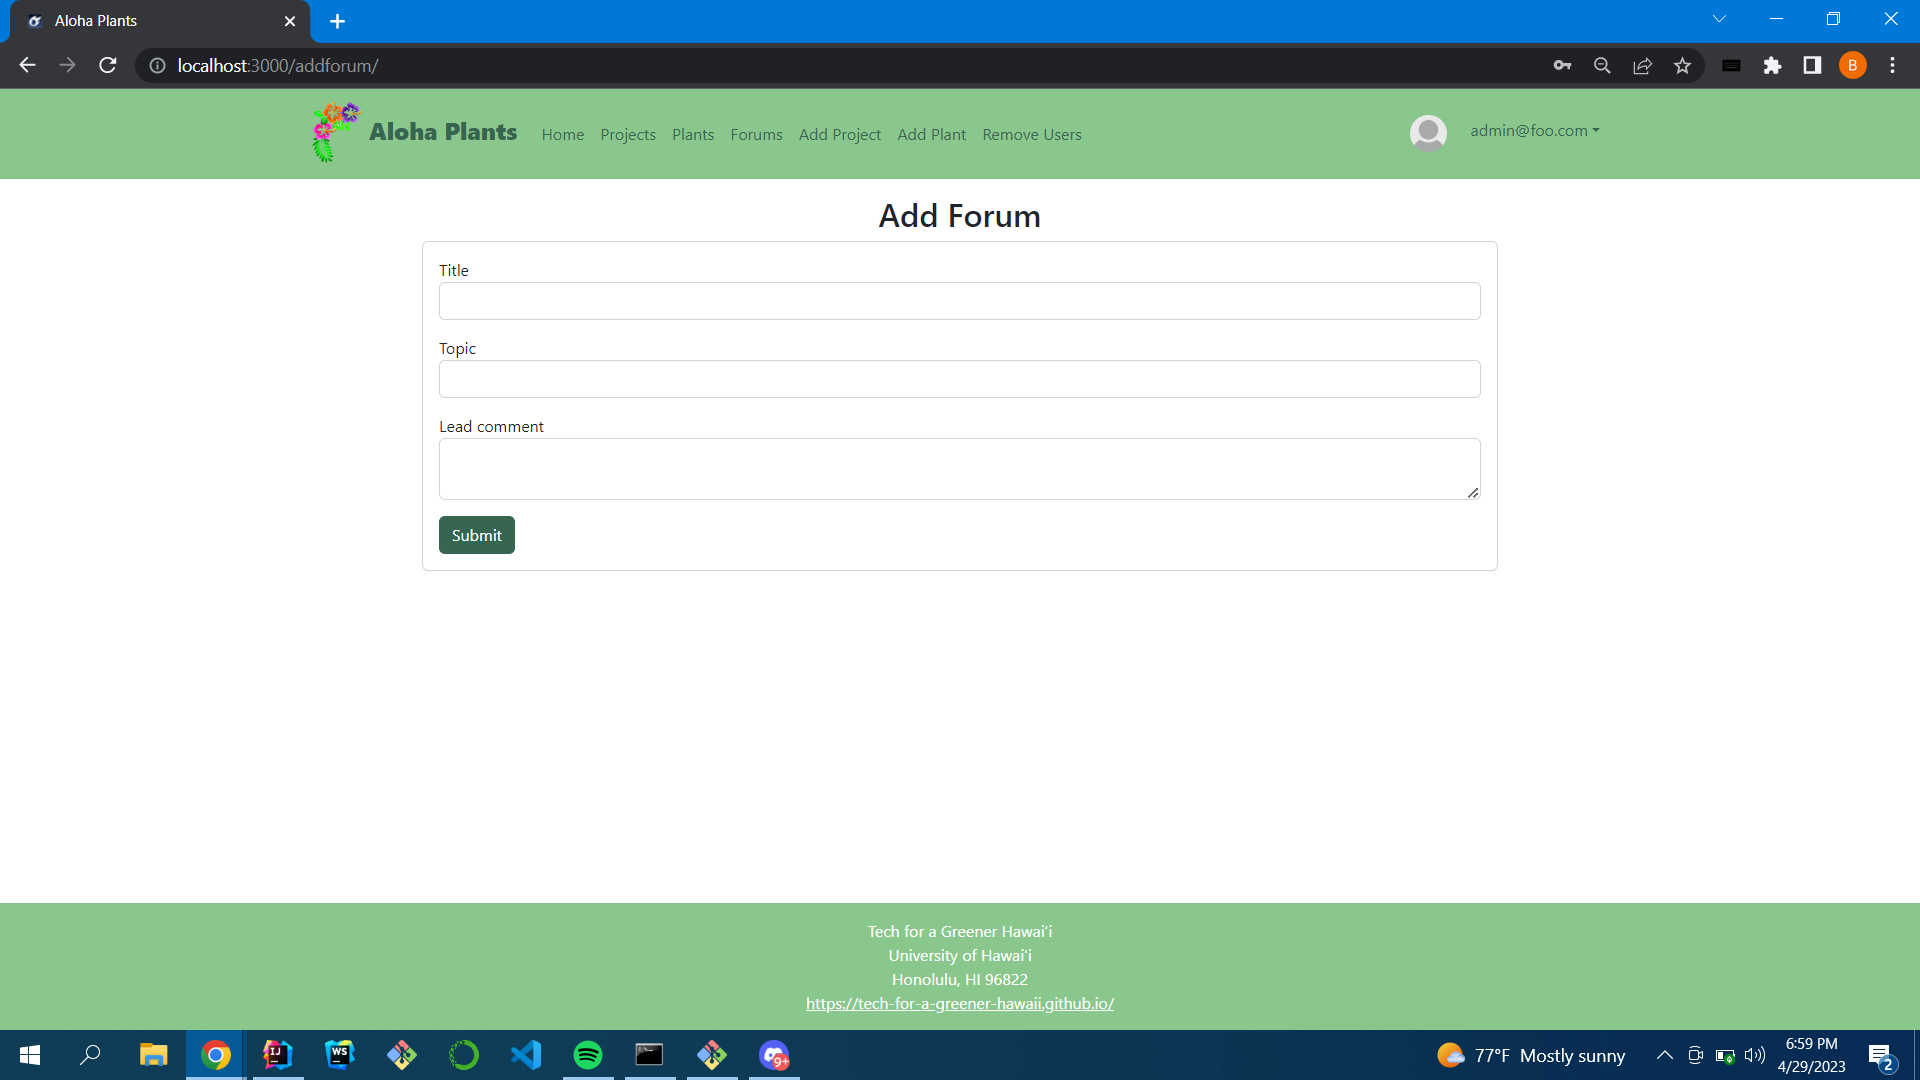 Aloha Plants
localhost:3000/addforum/
B
Aloha Plants Home Projects Plants Forums Add Project Add Plant Remove Users admin@foo.com
Add Forum
Title
Topic
Lead comment
Submit
Tech for a Greener Hawaiʻi
University of Hawaiʻi
Honolulu, HI 96822
https://tech-for-a-greener-hawaii.github.io/
IJ
WS
9+
77°F Mostly sunny
6:59 PM
4/29/2023
2